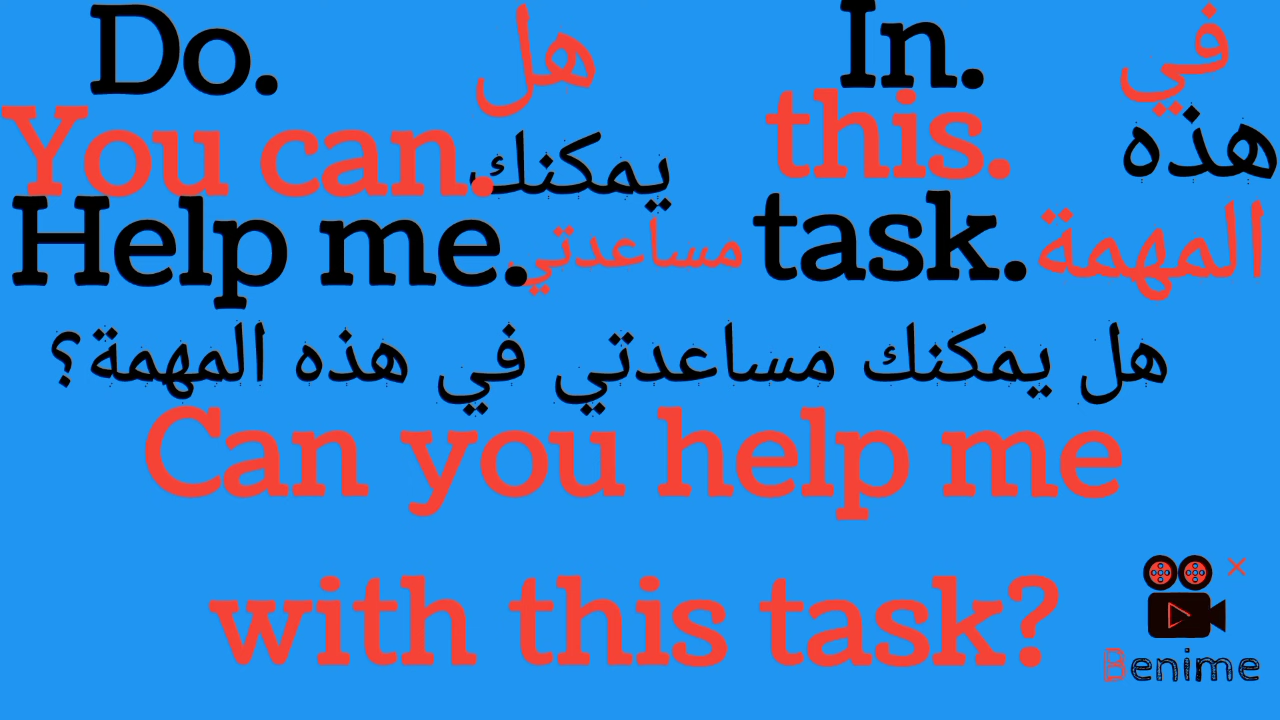 Do. هل
You can. يمكنك
Help me. مساعدتي
In. في
this. هذه
task. المهمة
هل يمكنك مساعدتي في هذه المهمة؟
Can you help me
with this task?
Benime